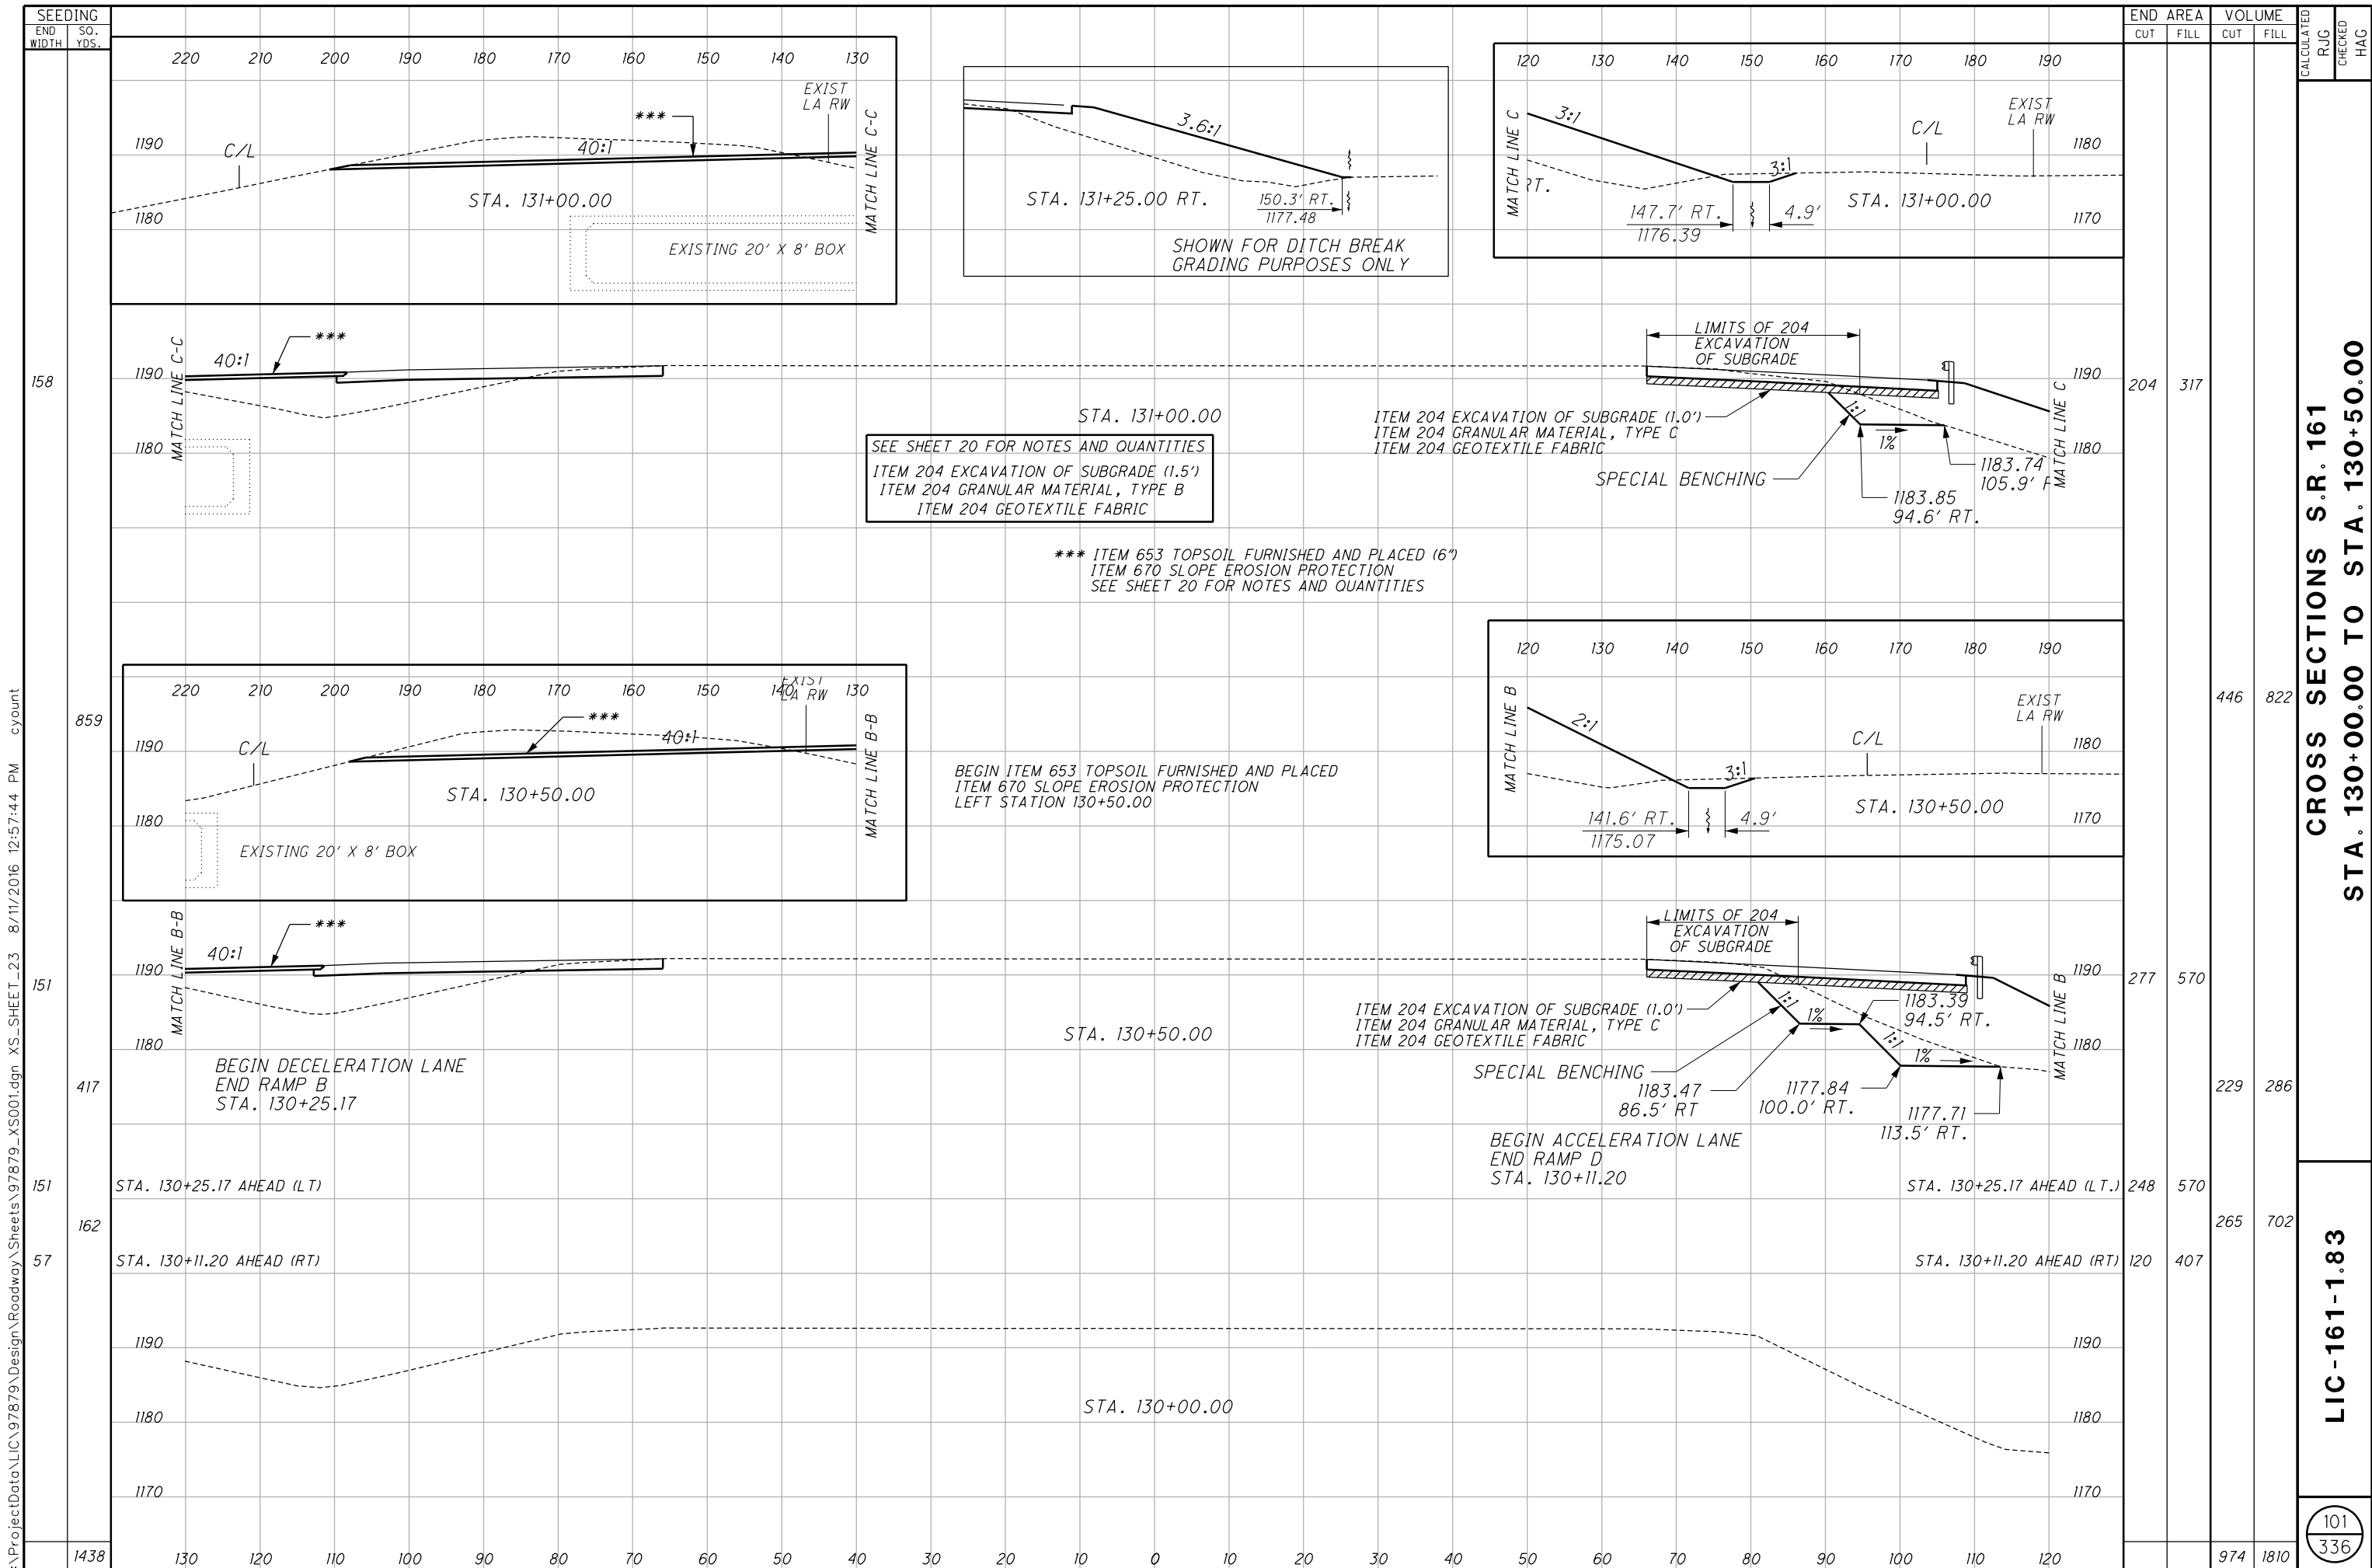 SEEDING
END WIDTH
SQ. YDS.
END AREA
VOLUME
CUT
FILL
CUT
FILL
CALCULATED
RJG
CHECKED
HAG
220 210 200 190 180 170 160 150 140 130
EXIST
LA RW
***
40:1
C/L
1190
1180
STA. 131+00.00
EXISTING 20' X 8' BOX
MATCH LINE C-C
3.6:1
STA. 131+25.00 RT.
150.3' RT.
1177.48
SHOWN FOR DITCH BREAK
GRADING PURPOSES ONLY
120 130 140 150 160 170 180 190
MATCH LINE C
3:1
EXIST
LA RW
C/L
1180
3:1
RT.
STA. 131+00.00
147.7' RT.
1176.39
4.9'
1170
158
MATCH LINE C-C
40:1
***
1190
1180
STA. 131+00.00
SEE SHEET 20 FOR NOTES AND QUANTITIES
ITEM 204 EXCAVATION OF SUBGRADE (1.5')
ITEM 204 GRANULAR MATERIAL, TYPE B
ITEM 204 GEOTEXTILE FABRIC
LIMITS OF 204
EXCAVATION
OF SUBGRADE
ITEM 204 EXCAVATION OF SUBGRADE (1.0')
ITEM 204 GRANULAR MATERIAL, TYPE C
ITEM 204 GEOTEXTILE FABRIC
1:1
1%
SPECIAL BENCHING
1183.74
105.9' R
1183.85
94.6' RT.
1190
1180
MATCH LINE C
204 317
*** ITEM 653 TOPSOIL FURNISHED AND PLACED (6")
ITEM 670 SLOPE EROSION PROTECTION
SEE SHEET 20 FOR NOTES AND QUANTITIES
859
446 822
220 210 200 190 180 170 160 150 140 130
EXIST
LA RW
***
40:1
C/L
1190
1180
STA. 130+50.00
EXISTING 20' X 8' BOX
MATCH LINE B-B
BEGIN ITEM 653 TOPSOIL FURNISHED AND PLACED
ITEM 670 SLOPE EROSION PROTECTION
LEFT STATION 130+50.00
120 130 140 150 160 170 180 190
MATCH LINE B
2:1
EXIST
LA RW
C/L
1180
3:1
STA. 130+50.00
141.6' RT.
1175.07
4.9'
1170
151
MATCH LINE B-B
40:1
***
1190
1180
STA. 130+50.00
LIMITS OF 204
EXCAVATION
OF SUBGRADE
ITEM 204 EXCAVATION OF SUBGRADE (1.0')
ITEM 204 GRANULAR MATERIAL, TYPE C
ITEM 204 GEOTEXTILE FABRIC
SPECIAL BENCHING
1:1
1%
1183.39
94.5' RT.
1:1
1%
1183.47
86.5' RT
1177.84
100.0' RT.
1177.71
113.5' RT.
1190
1180
MATCH LINE B
277 570
BEGIN DECELERATION LANE
END RAMP B
STA. 130+25.17
417
229 286
BEGIN ACCELERATION LANE
END RAMP D
STA. 130+11.20
151
STA. 130+25.17 AHEAD (LT)
STA. 130+25.17 AHEAD (LT.)
248 570
162
265 702
57
STA. 130+11.20 AHEAD (RT)
STA. 130+11.20 AHEAD (RT)
120 407
1190
1180
1170
STA. 130+00.00
1190
1180
1170
1438
130 120 110 100 90 80 70 60 50 40 30 20 10 0 10 20 30 40 50 60 70 80 90 100 110 120
974 1810
CROSS SECTIONS S.R. 161
STA. 130+00.00 TO STA. 130+50.00
LIC-161-1.83
101
336
:\ProjectData\LIC\97879\Design\Roadway\Sheets\97879_XS001.dgn XS_SHEET_23 8/11/2016 12:57:44 PM cyount